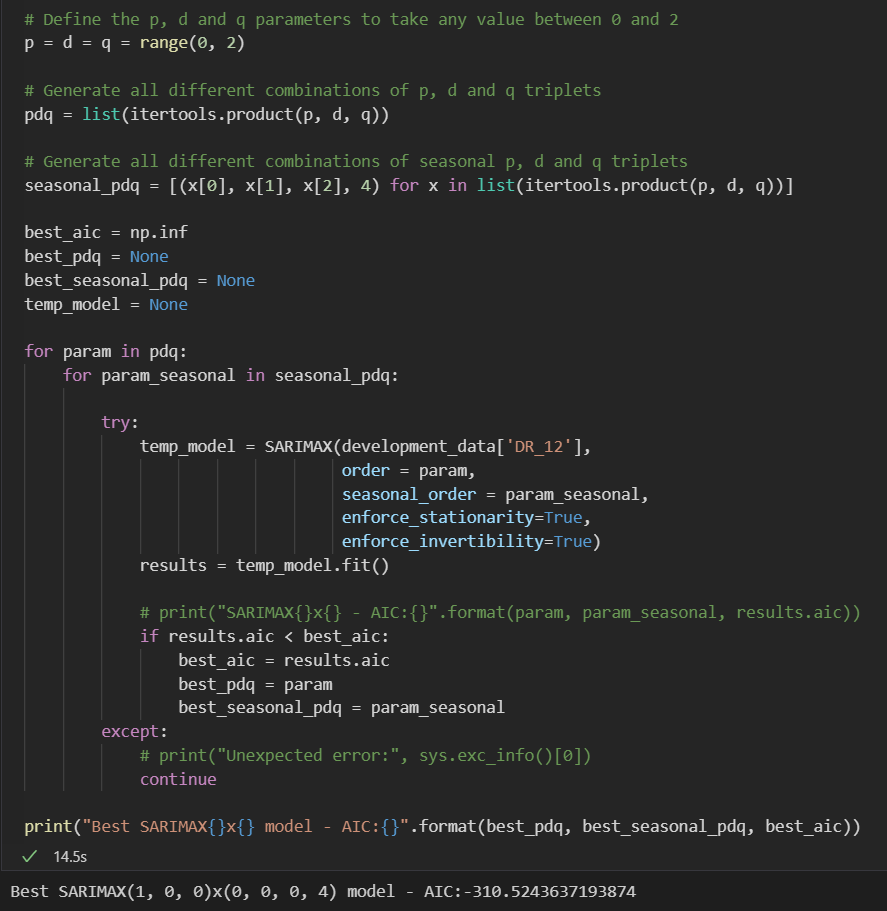 # Define the p, d and q parameters to take any value between 0 and 2
p = d = q = range(0, 2)
# Generate all different combinations of p, d and q triplets
pdq = list(itertools.product(p, d, q))
# Generate all different combinations of seasonal p, d and q triplets
seasonal_pdq = [(x[0], x[1], x[2], 4) for x in list(itertools.product(p, d, q))]
best_aic = np.inf
best_pdq = None
best_seasonal_pdq = None
temp_model = None
for param in pdq:
    for param_seasonal in seasonal_pdq:
        try:
            temp_model = SARIMAX(development_data['DR_12'],
                                 order = param,
                                 seasonal_order = param_seasonal,
                                 enforce_stationarity=True,
                                 enforce_invertibility=True)
            results = temp_model.fit()
            # print("SARIMAX{}x{} - AIC:{}".format(param, param_seasonal, results.aic))
            if results.aic < best_aic:
                best_aic = results.aic
                best_pdq = param
                best_seasonal_pdq = param_seasonal
        except:
            # print("Unexpected error:", sys.exc_info()[0])
            continue
print("Best SARIMAX{}x{} model - AIC:{}".format(best_pdq, best_seasonal_pdq, best_aic))
✓ 14.5s
Best SARIMAX(1, 0, 0)x(0, 0, 0, 4) model - AIC:-310.5243637193874